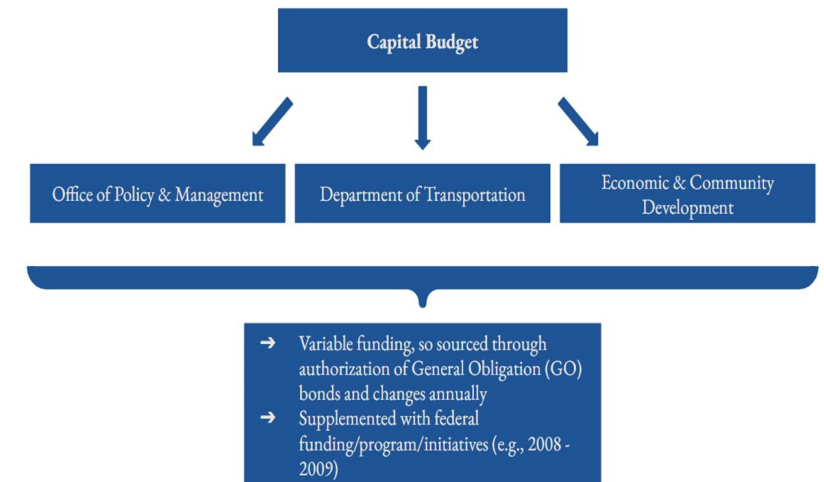 Capital Budget
Office of Policy & Management
Department of Transportation
Economic & Community
Development
➔ Variable funding, so sourced through
authorization of General Obligation (GO)
bonds and changes annually
➔ Supplemented with federal
funding/program/initiatives (e.g., 2008 -
2009)